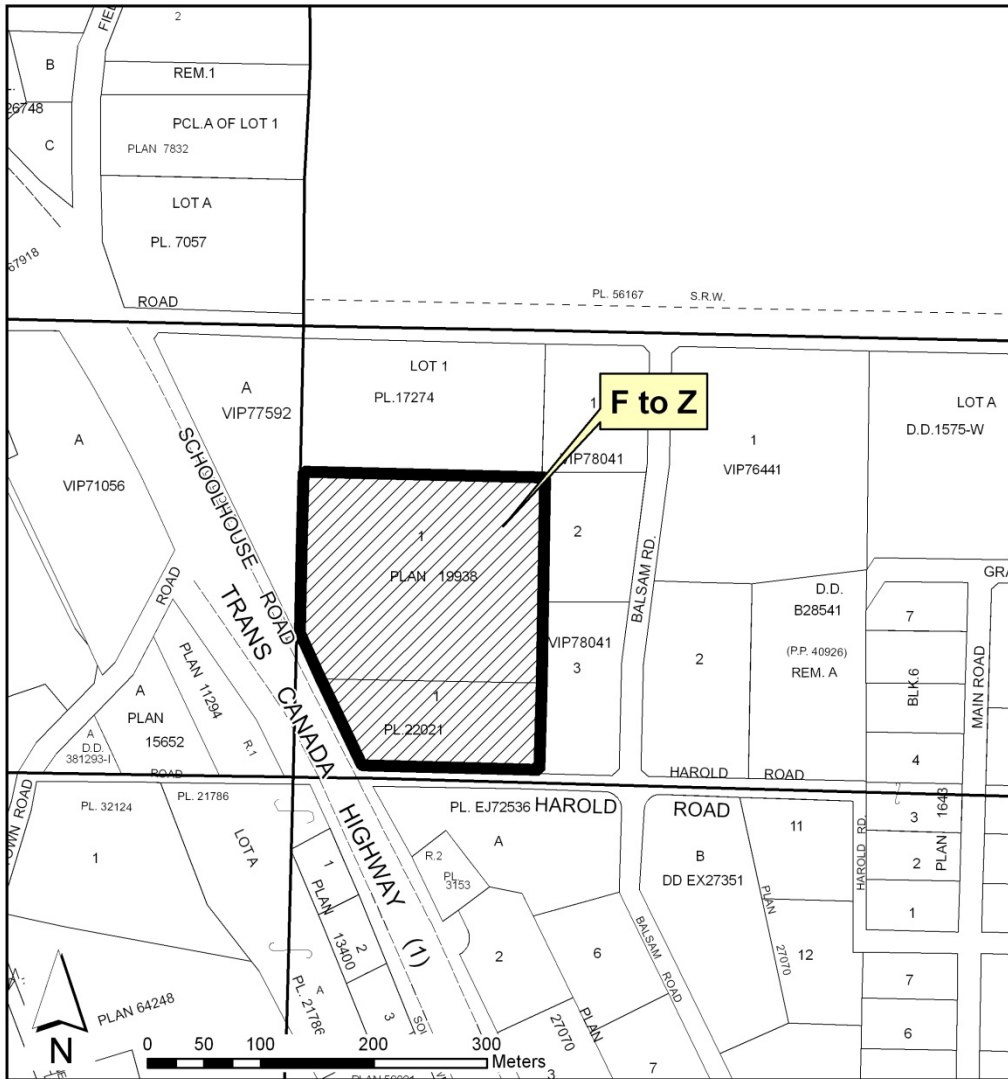 2
FIEL
B
REM.1
26748
PCL.A OF LOT 1
C
PLAN 7832
LOT A
PL. 7057
67918
ROAD
PL. 56167
S.R.W.
LOT 1
PL.17274
A
VIP77592
F to Z
1
VIP78041
LOT A
D.D.1575-W
1
VIP76441
A
VIP71056
SCHOOLHOUSE ROAD
1
PLAN 19938
2
BALSAM RD.
ROAD
TRANS CANADA HIGHWAY (1)
GRA
D.D.
B28541
(P.P. 40926)
REM. A
7
BLK.6
MAIN ROAD
VIP78041
3
2
PLAN 11294
R.1
A
PLAN
15652
A
D.D.
381293-I
1
PL.22021
4
ROAD
HAROLD ROAD
OWN ROAD
PL. 32124
1
PL. 21786
LOT A
PL. EJ72536
HAROLD ROAD
A
11
HAROLD RD.
3
PLAN 1643
2
1
R.2
PL.
3153
B
DD EX27351
PLAN
27070
1
PLAN
13400
2
3
2
6
BALSAM ROAD
12
7
6
PLAN 64248
A
PL. 21786
SO
PLAN
27070
3
7
N
0 50 100 200 300
Meters